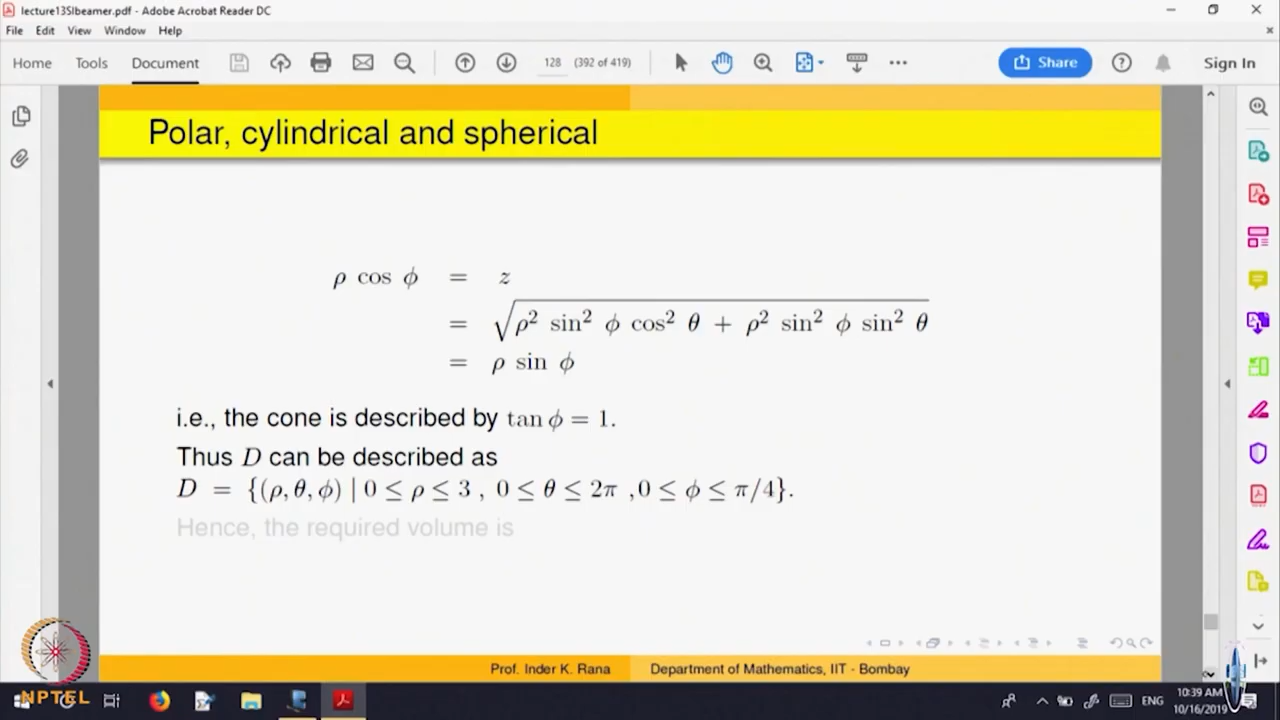 lecture13SIbeamer.pdf - Adobe Acrobat Reader DC
File Edit View Window Help
Home Tools Document 128 (392 of 419) Share Sign In
Polar, cylindrical and spherical
ρ cos φ = z
= √ρ² sin² φ cos² θ + ρ² sin² φ sin² θ
= ρ sin φ
i.e., the cone is described by tan φ = 1.
Thus D can be described as
D = {(ρ, θ, φ) | 0 ≤ ρ ≤ 3 , 0 ≤ θ ≤ 2π ,0 ≤ φ ≤ π/4}.
Hence, the required volume is
Prof. Inder K. Rana Department of Mathematics, IIT - Bombay
NPTEL
ENG
10:39 AM
10/16/2019